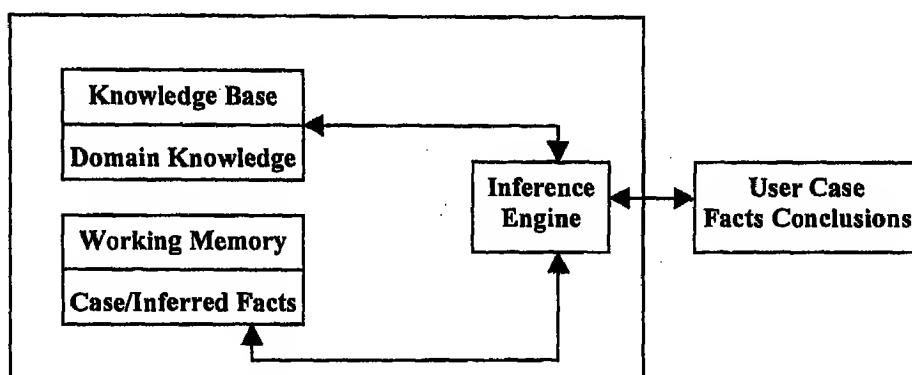 Knowledge Base
Domain Knowledge
Working Memory
Case/Inferred Facts
Inference
Engine
User Case
Facts Conclusions